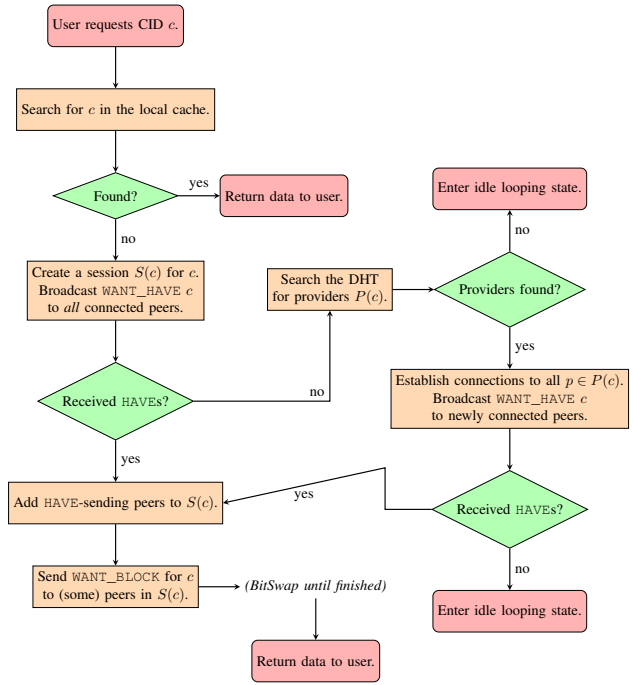 User requests CID c.
Search for c in the local cache.
Found?
yes
Return data to user.
no
Create a session S(c) for c.
Broadcast WANT_HAVE c
to all connected peers.
Received HAVEs?
no
yes
Search the DHT
for providers P(c).
Enter idle looping state.
no
Providers found?
yes
Establish connections to all p ∈ P(c).
Broadcast WANT_HAVE c
to newly connected peers.
Received HAVEs?
yes
no
Enter idle looping state.
Add HAVE-sending peers to S(c).
Send WANT_BLOCK for c
to (some) peers in S(c).
(BitSwap until finished)
Return data to user.